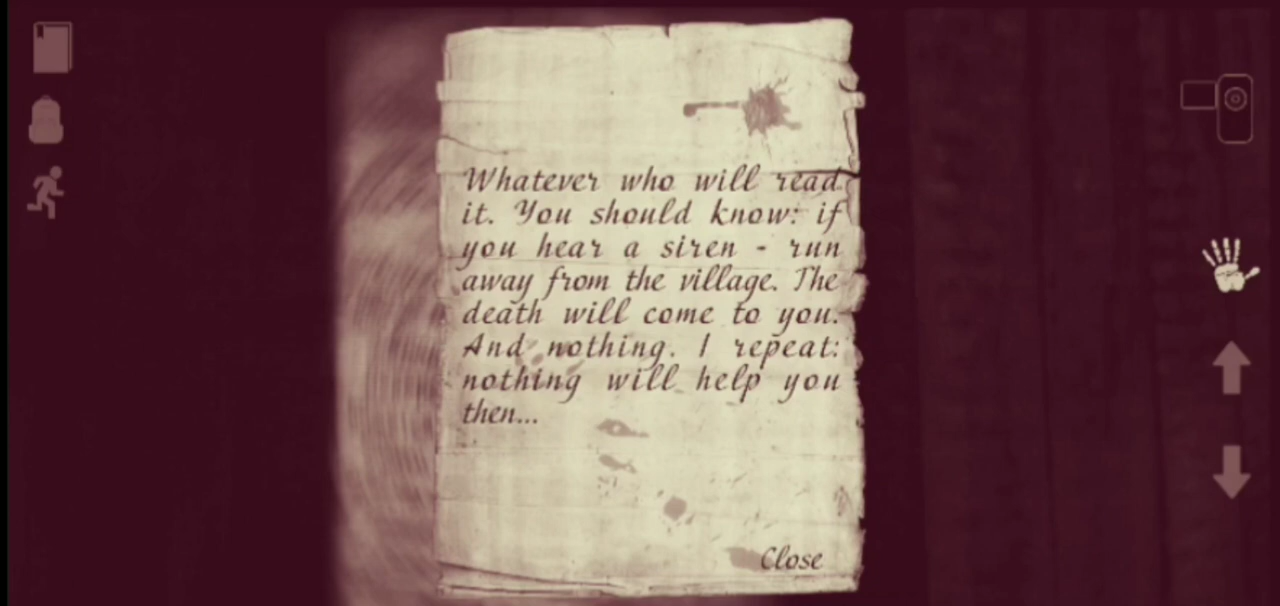 Whatever who will read
it. You should know: if
you hear a siren - run
away from the village. The
death will come to you.
And nothing. I repeat:
nothing will help you
then...
Close